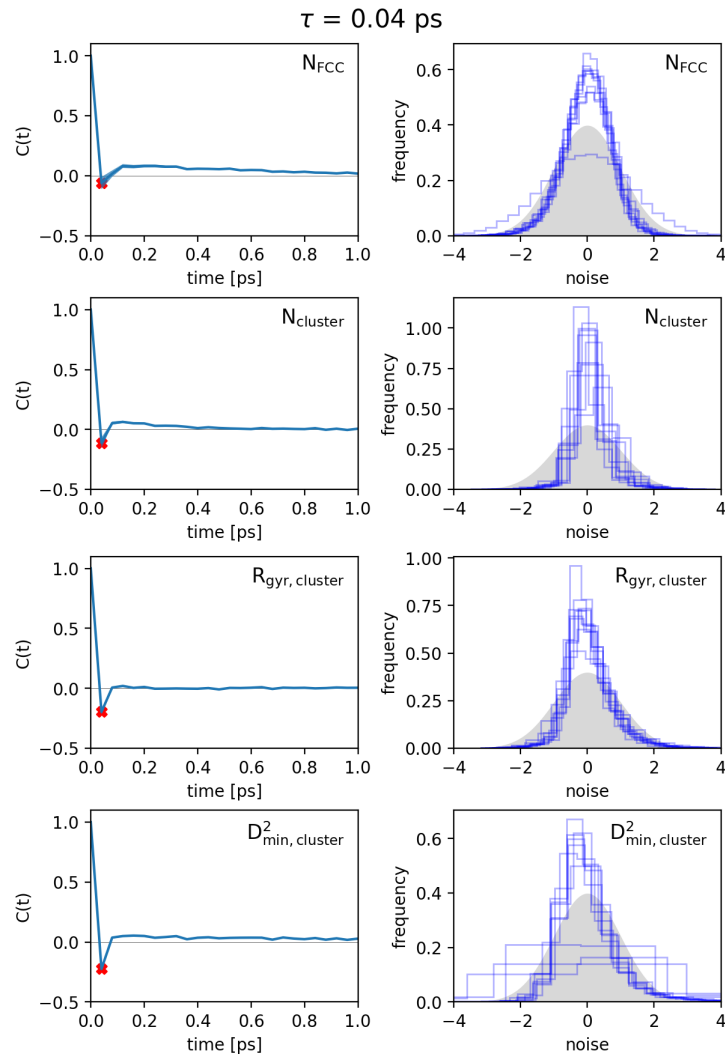 τ = 0.04 ps
N_FCC
C(t)
1.0
0.5
0.0
−0.5
0.0 0.2 0.4 0.6 0.8 1.0
time [ps]
N_FCC
frequency
0.6
0.4
0.2
0.0
−4 −2 0 2 4
noise
N_cluster
C(t)
1.0
0.5
0.0
−0.5
0.0 0.2 0.4 0.6 0.8 1.0
time [ps]
N_cluster
frequency
1.00
0.75
0.50
0.25
0.00
−4 −2 0 2 4
noise
R_gyr, cluster
C(t)
1.0
0.5
0.0
−0.5
0.0 0.2 0.4 0.6 0.8 1.0
time [ps]
R_gyr, cluster
frequency
1.00
0.75
0.50
0.25
0.00
−4 −2 0 2 4
noise
D²_min, cluster
C(t)
1.0
0.5
0.0
−0.5
0.0 0.2 0.4 0.6 0.8 1.0
time [ps]
D²_min, cluster
frequency
0.6
0.4
0.2
0.0
−4 −2 0 2 4
noise